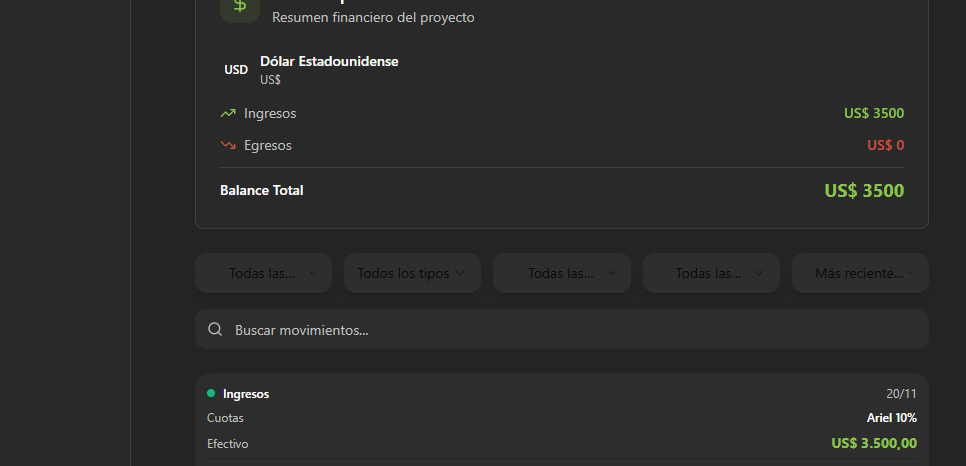 $
Resumen financiero del proyecto
USD
Dólar Estadounidense
US$
Ingresos US$ 3500
Egresos US$ 0
Balance Total US$ 3500
Todas las... Todos los tipos Todas las... Todas las... Más reciente...
Buscar movimientos...
Ingresos 20/11
Cuotas Ariel 10%
Efectivo US$ 3.500,00